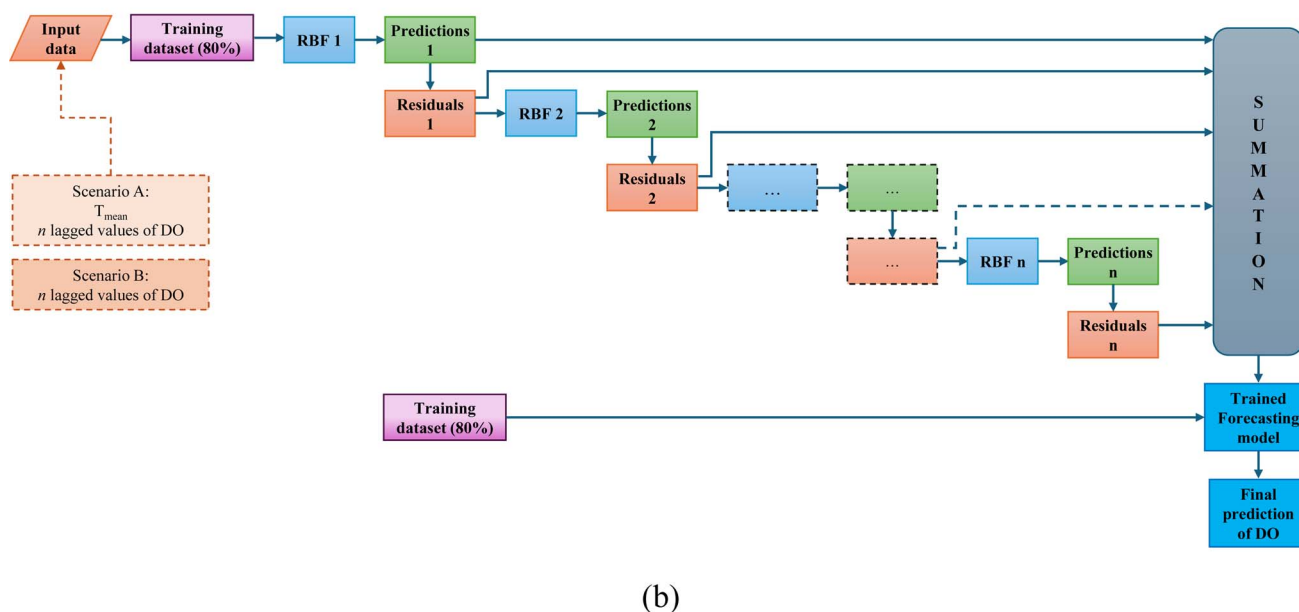 Input
data
Training
dataset (80%)
RBF 1
Predictions
1
Residuals
1
RBF 2
Predictions
2
Residuals
2
...
...
...
RBF n
Predictions
n
Residuals
n
SUMMATION
Scenario A:
Tmean
n lagged values of DO
Scenario B:
n lagged values of DO
Training
dataset (80%)
Trained
Forecasting
model
Final
prediction
of DO
(b)